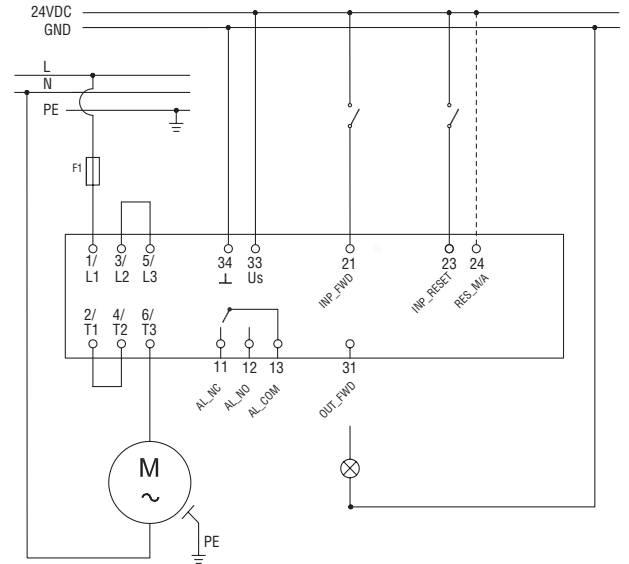 24VDC
GND
L
N
PE
F1
1/ 3/ 5/ 34 33 21 23 24
L1 L2 L3 ⊥ Us
INP_FWD INP_RESET RES_M/A
2/ 4/ 6/
T1 T2 T3
11 12 13 31
AL_NC AL_NO AL_COM OUT_FWD
M
~
PE